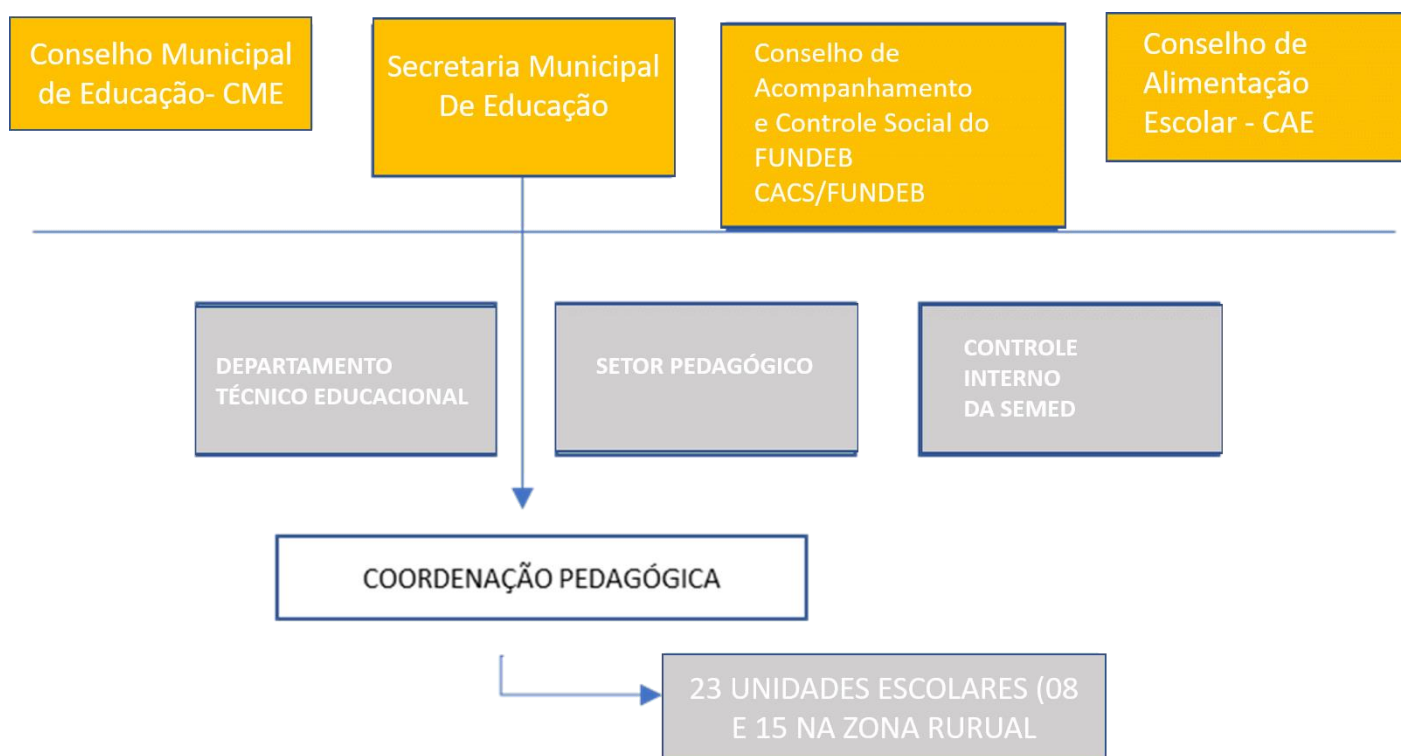 Conselho Municipal
de Educação- CME
Secretaria Municipal
De Educação
Conselho de
Acompanhamento
e Controle Social do
FUNDEB
CACS/FUNDEB
Conselho de
Alimentação
Escolar - CAE
DEPARTAMENTO
TÉCNICO EDUCACIONAL
SETOR PEDAGÓGICO
CONTROLE
INTERNO
DA SEMED
COORDENAÇÃO PEDAGÓGICA
23 UNIDADES ESCOLARES (08
E 15 NA ZONA RURUAL